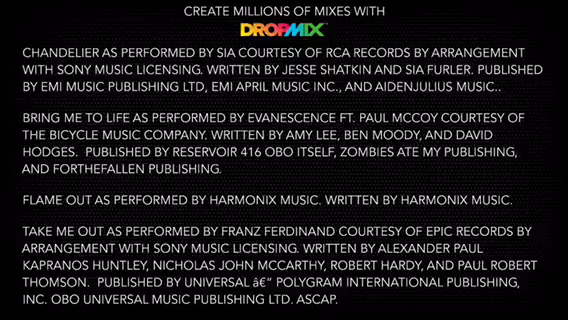 CREATE MILLIONS OF MIXES WITH
DROPMIX™
CHANDELIER AS PERFORMED BY SIA COURTESY OF RCA RECORDS BY ARRANGEMENT
WITH SONY MUSIC LICENSING. WRITTEN BY JESSE SHATKIN AND SIA FURLER. PUBLISHED
BY EMI MUSIC PUBLISHING LTD, EMI APRIL MUSIC INC., AND AIDENJULIUS MUSIC..
BRING ME TO LIFE AS PERFORMED BY EVANESCENCE FT. PAUL MCCOY COURTESY OF
THE BICYCLE MUSIC COMPANY. WRITTEN BY AMY LEE, BEN MOODY, AND DAVID
HODGES. PUBLISHED BY RESERVOIR 416 OBO ITSELF, ZOMBIES ATE MY PUBLISHING,
AND FORTHEFALLEN PUBLISHING.
FLAME OUT AS PERFORMED BY HARMONIX MUSIC. WRITTEN BY HARMONIX MUSIC.
TAKE ME OUT AS PERFORMED BY FRANZ FERDINAND COURTESY OF EPIC RECORDS BY
ARRANGEMENT WITH SONY MUSIC LICENSING. WRITTEN BY ALEXANDER PAUL
KAPRANOS HUNTLEY, NICHOLAS JOHN MCCARTHY, ROBERT HARDY, AND PAUL ROBERT
THOMSON. PUBLISHED BY UNIVERSAL â€“ POLYGRAM INTERNATIONAL PUBLISHING,
INC. OBO UNIVERSAL MUSIC PUBLISHING LTD. ASCAP.